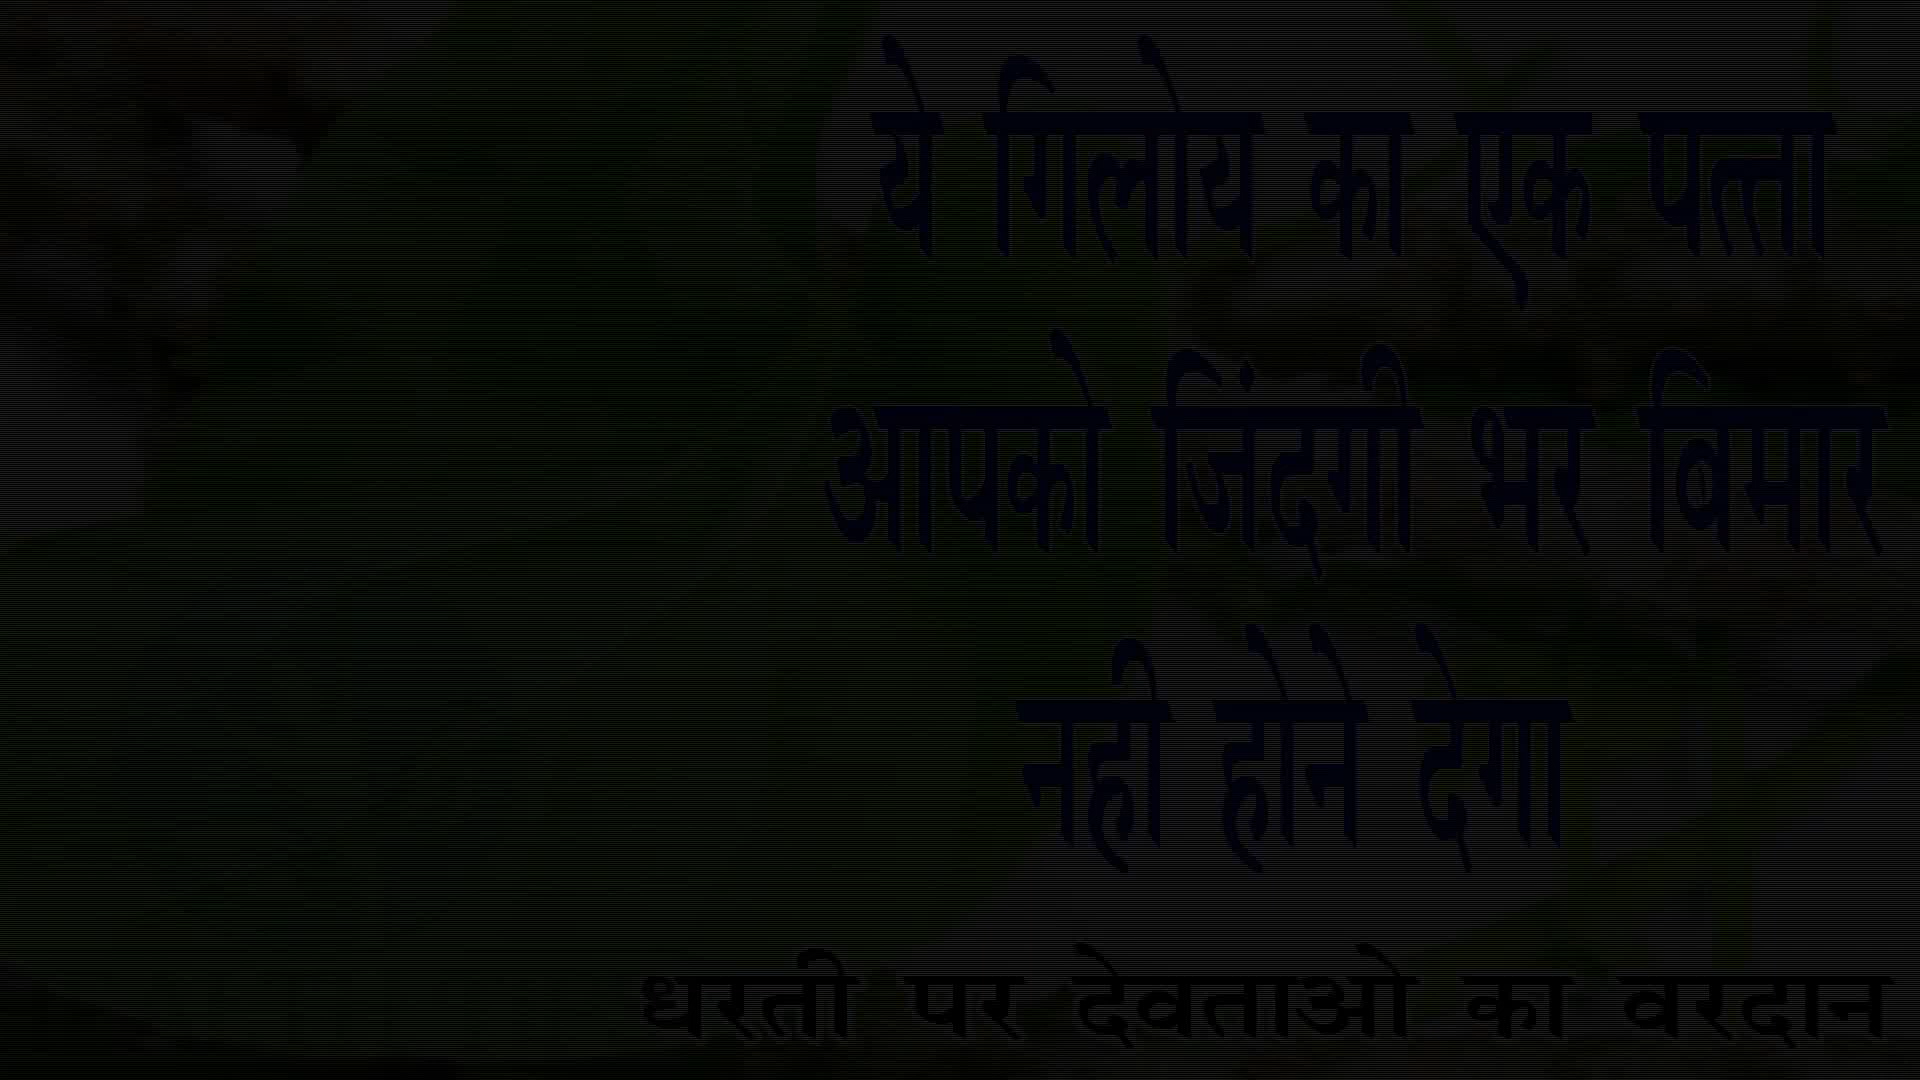 ये गिलोय का एक पत्ता
आपको जिंदगी भर बिमार
नही होने देगा
धरती पर देवताओ का वरदान